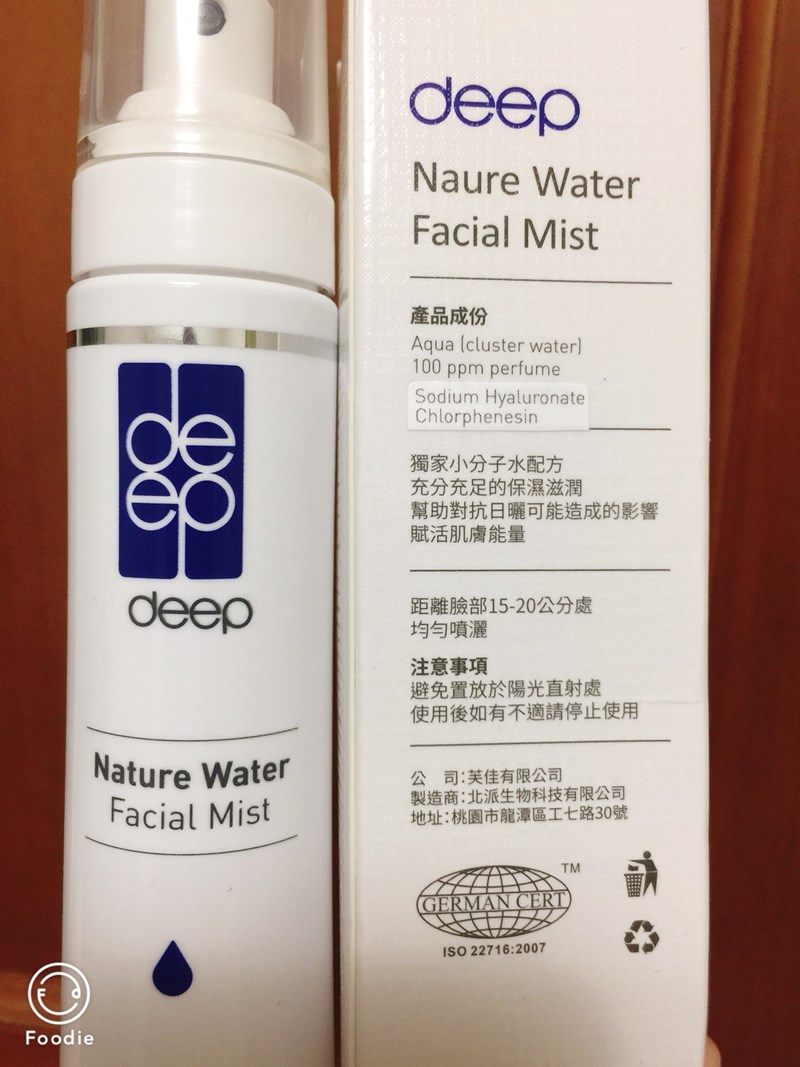 de
ep
deep
Nature Water
Facial Mist
deep
Naure Water
Facial Mist
產品成份
Aqua (cluster water)
100 ppm perfume
Sodium Hyaluronate
Chlorphenesin
獨家小分子水配方
充分充足的保濕滋潤
幫助對抗日曬可能造成的影響
賦活肌膚能量
距離臉部15-20公分處
均勻噴灑
注意事項
避免置放於陽光直射處
使用後如有不適請停止使用
公　司:芙佳有限公司
製造商:北派生物科技有限公司
地址:桃園市龍潭區工七路30號
GERMAN CERT
TM
ISO 22716:2007
Foodie